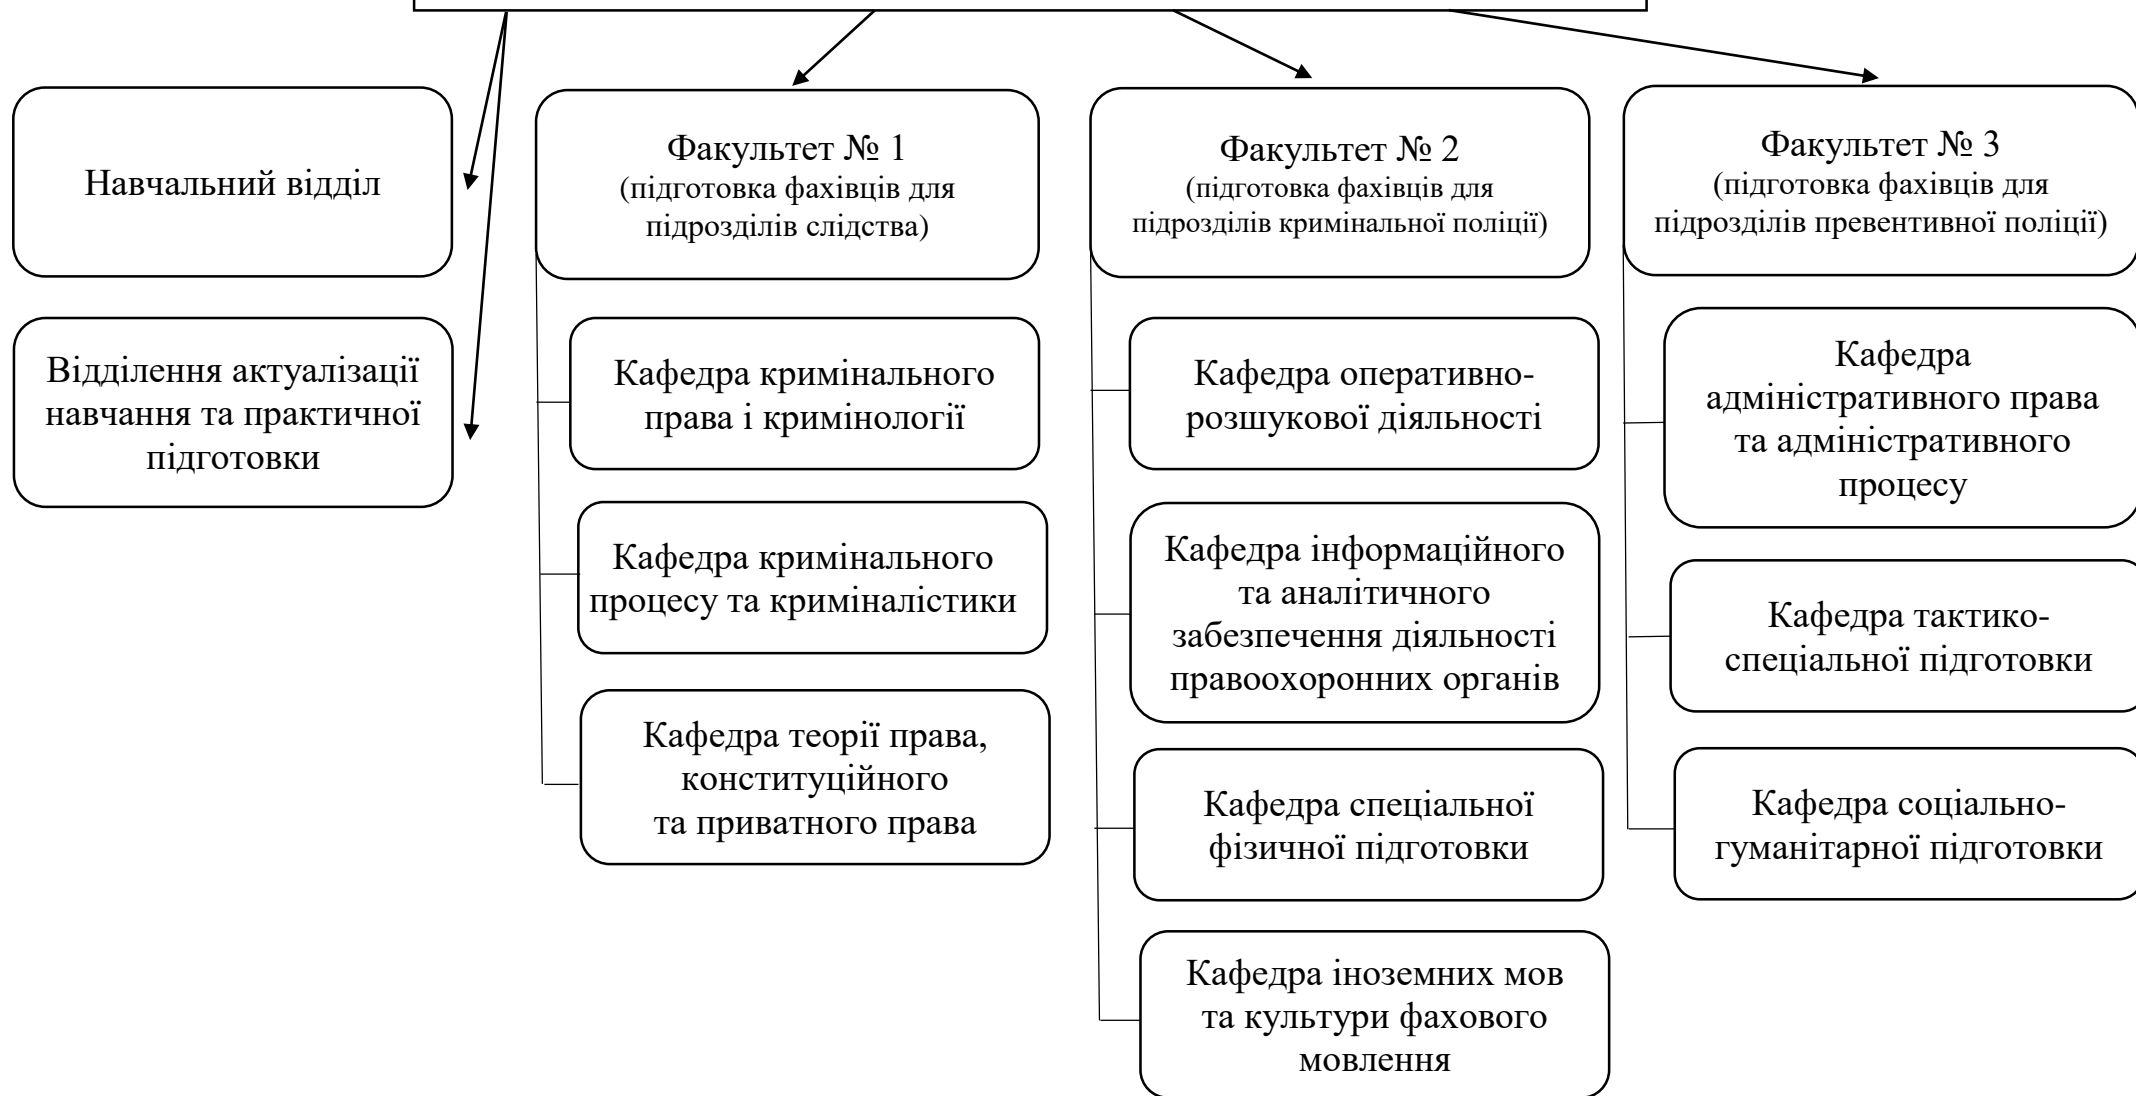 Навчальний відділ
Відділення актуалізації
навчання та практичної
підготовки
Факультет № 1
(підготовка фахівців для
підрозділів слідства)
Кафедра кримінального
права і кримінології
Кафедра кримінального
процесу та криміналістики
Кафедра теорії права,
конституційного
та приватного права
Факультет № 2
(підготовка фахівців для
підрозділів кримінальної поліції)
Кафедра оперативно-
розшукової діяльності
Кафедра інформаційного
та аналітичного
забезпечення діяльності
правоохоронних органів
Кафедра спеціальної
фізичної підготовки
Кафедра іноземних мов
та культури фахового
мовлення
Факультет № 3
(підготовка фахівців для
підрозділів превентивної поліції)
Кафедра
адміністративного права
та адміністративного
процесу
Кафедра тактико-
спеціальної підготовки
Кафедра соціально-
гуманітарної підготовки